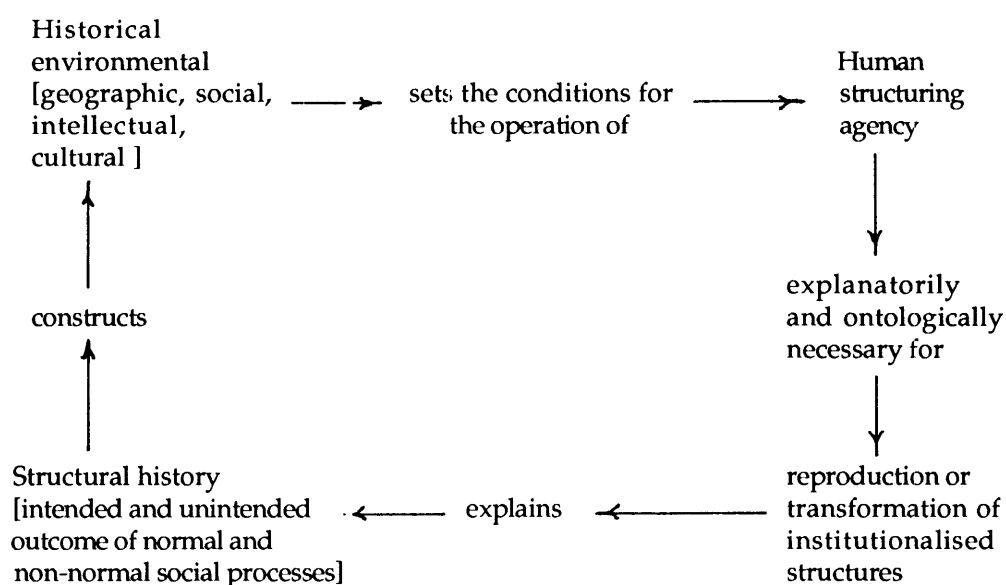 Historical
environmental
[geographic, social,
intellectual,
cultural ]
sets the conditions for
the operation of
Human
structuring
agency
explanatorily
and ontologically
necessary for
reproduction or
transformation of
institutionalised
structures
explains
Structural history
[intended and unintended
outcome of normal and
non-normal social processes]
constructs